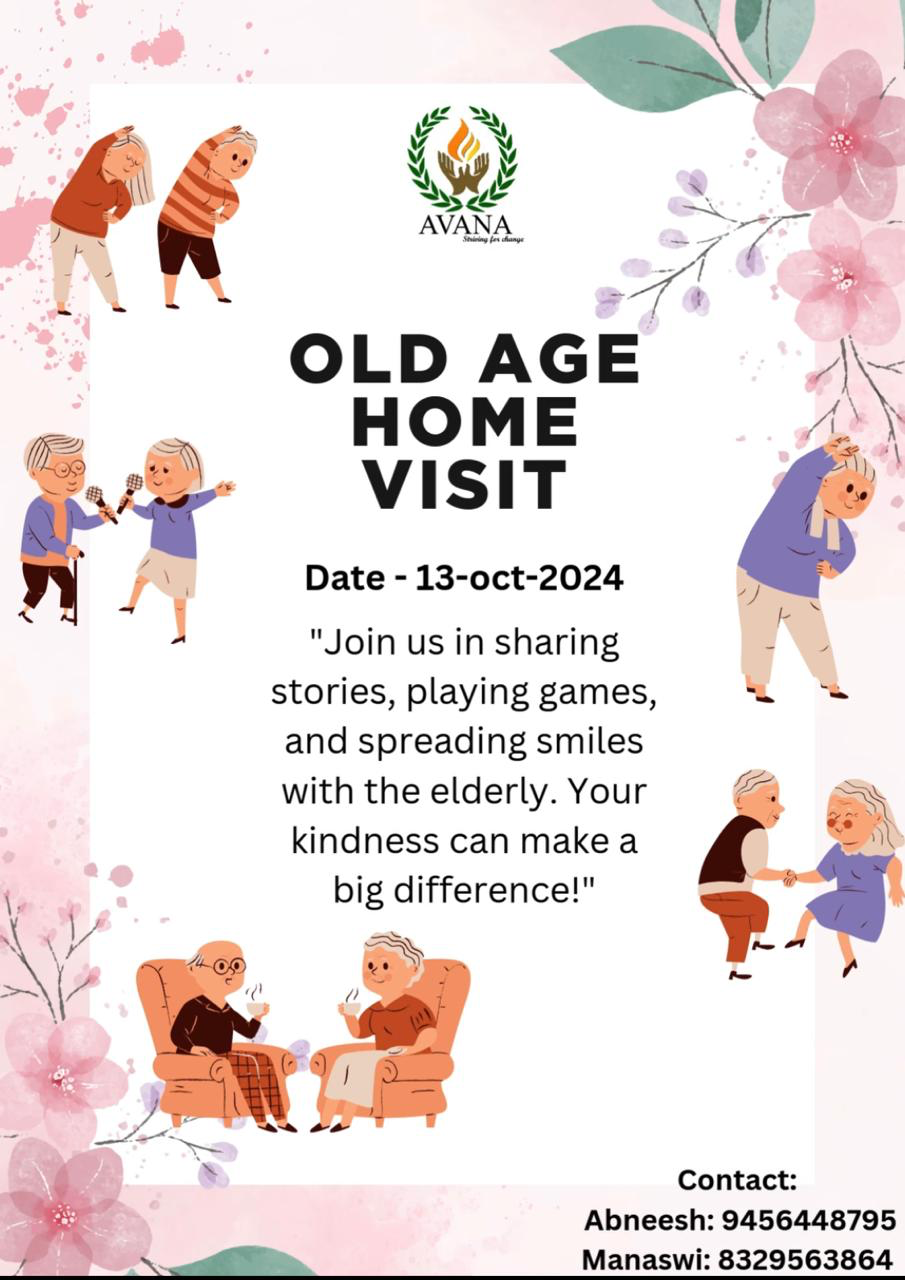 AVANA
Striving for change
OLD AGE
HOME
VISIT
Date - 13-oct-2024
"Join us in sharing
stories, playing games,
and spreading smiles
with the elderly. Your
kindness can make a
big difference!"
Contact:
Abneesh: 9456448795
Manaswi: 8329563864